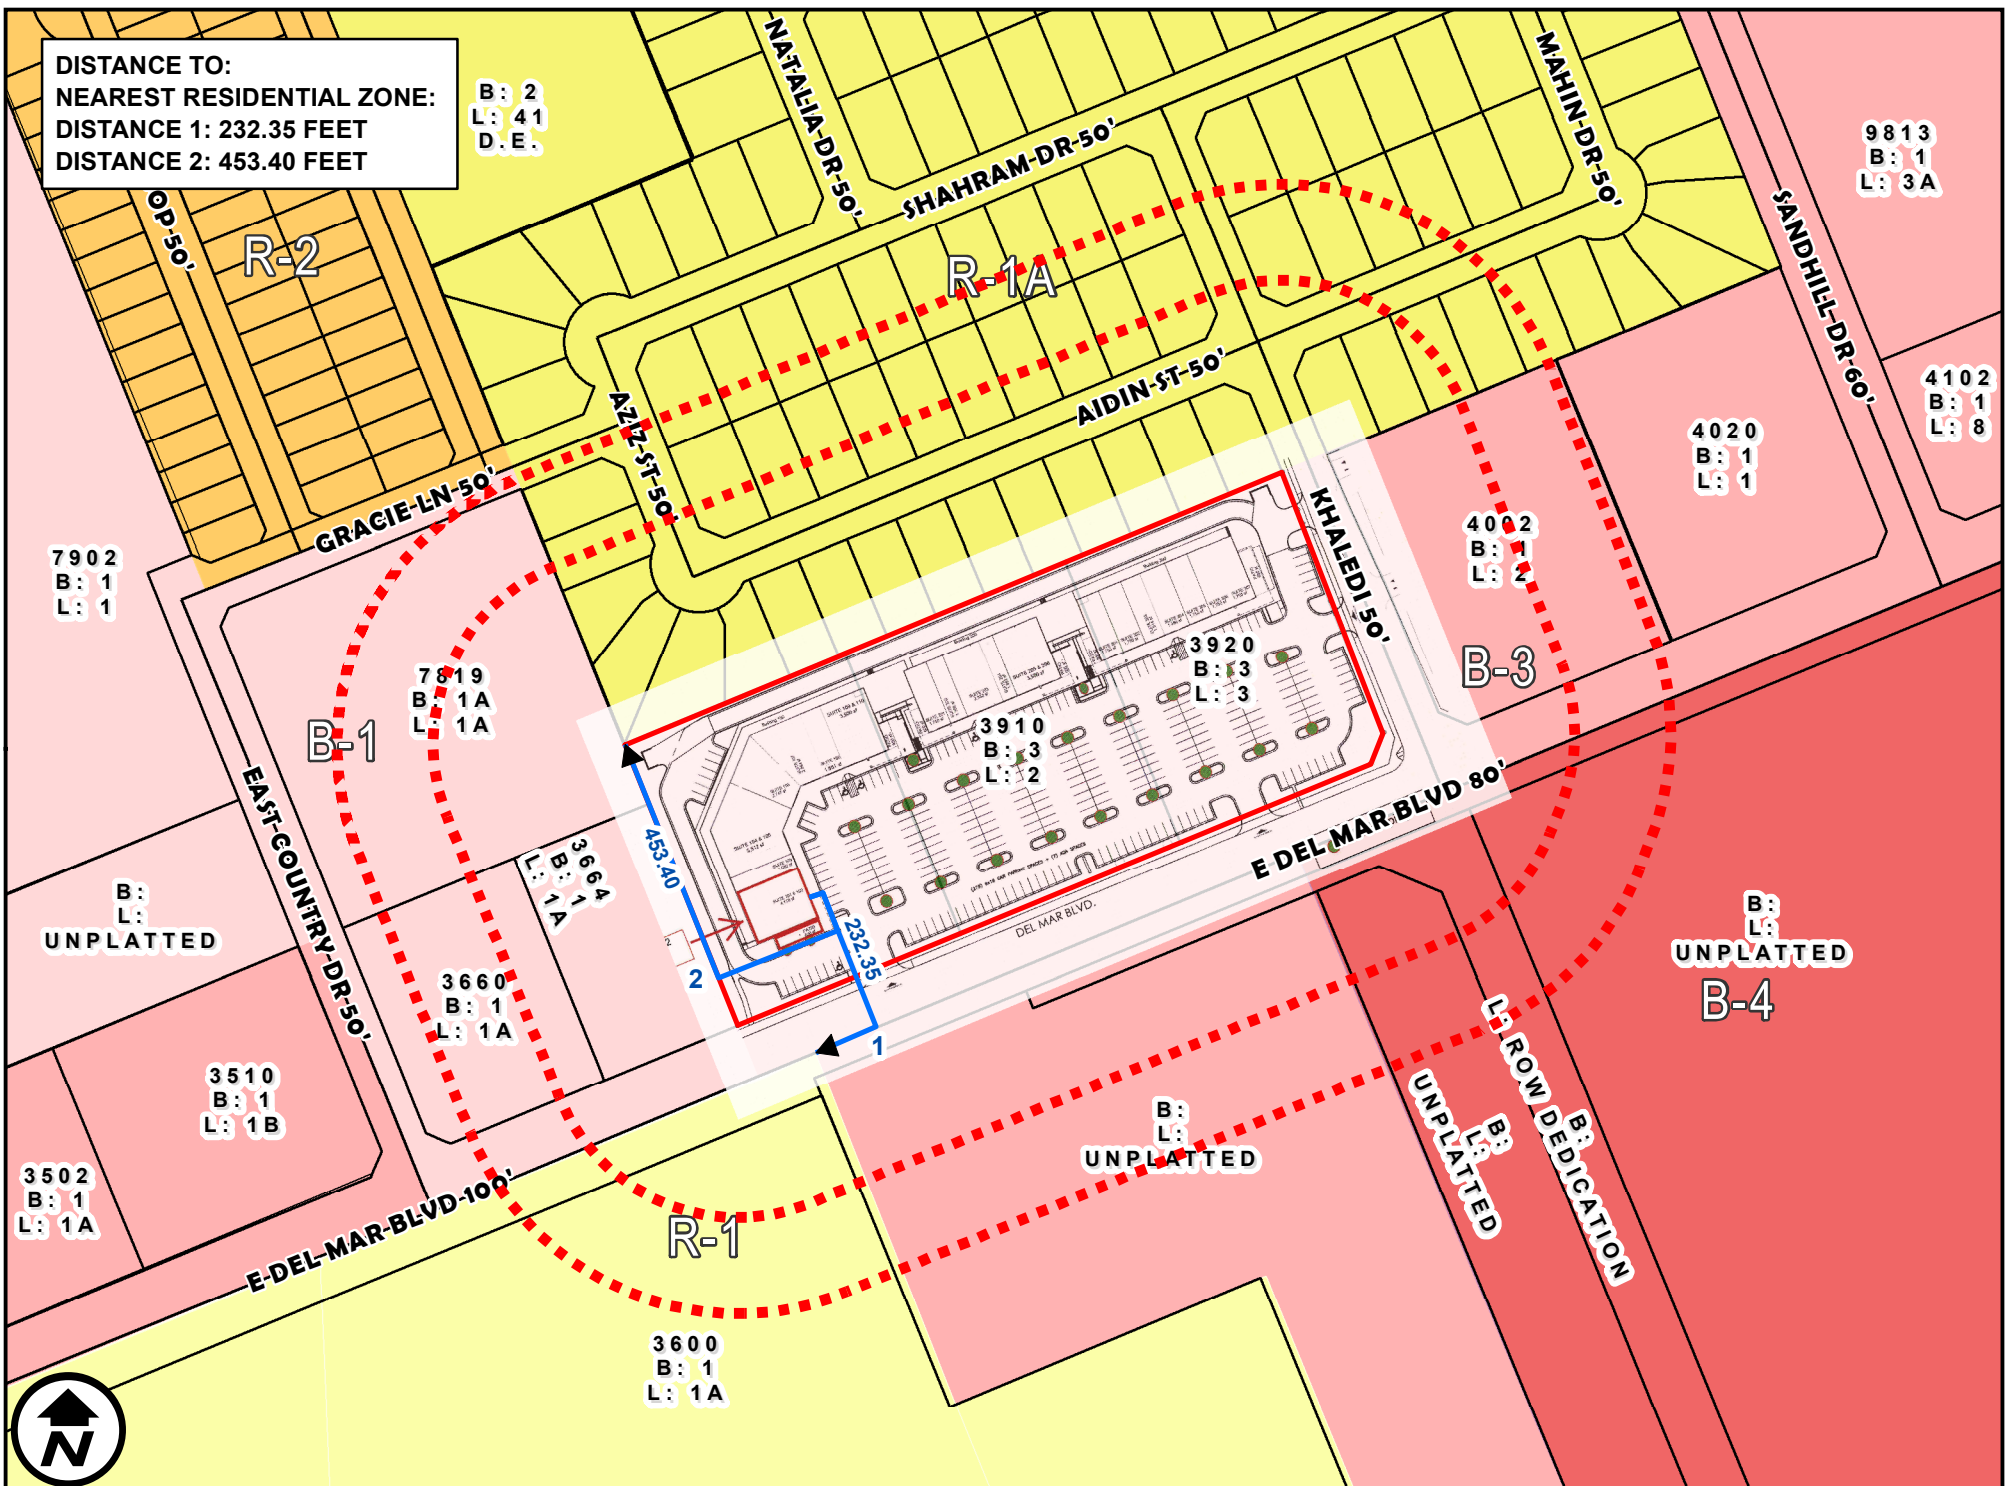 DISTANCE TO:
NEAREST RESIDENTIAL ZONE:
DISTANCE 1: 232.35 FEET
DISTANCE 2: 453.40 FEET
B: 2
L: 41
D.E.
NATALIA-DR-50'
SHAHRAM-DR-50'
MAHIN-DR-50'
9813
B: 1
L: 3A
SANDHILL-DR-60'
OP-50'
R-2
R-1A
4102
B: 1
L: 8
AZIZ-ST-50'
AIDIN-ST-50'
4020
B: 1
L: 1
GRACIE-LN-50'
KHALEDI 50'
4002
B: 1
L: 2
7902
B: 1
L: 1
3920
B: 3
L: 3
B-3
7819
B: 1A
L: 1A
B-1
3910
B: 3
L: 2
EAST-COUNTRY-DR-50'
453.40
3664
B: 1
L: 1A
E DEL MAR BLVD 80'
DEL MAR BLVD.
B:
L:
UNPLATTED
232.35
2
1
B:
L:
UNPLATTED
B-4
3660
B: 1
L: 1A
3510
B: 1
L: 1B
B:
L:
UNPLATTED
B:
L:
UNPLATTED
B:
L: ROW DEDICATION
3502
B: 1
L: 1A
E-DEL-MAR-BLVD-100'
R-1
3600
B: 1
L: 1A
N